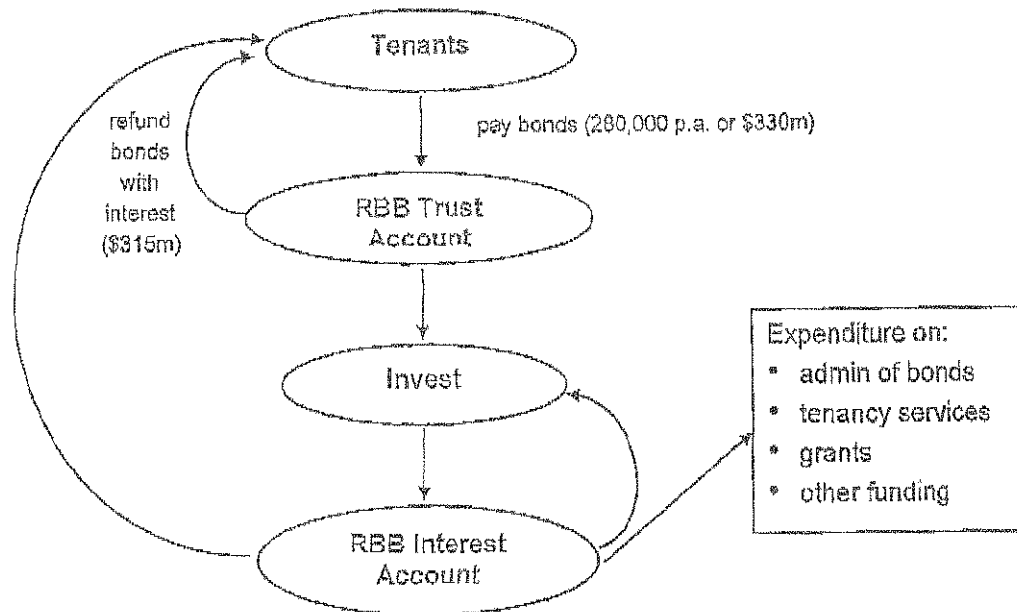 Tenants
refund
bonds
with
interest
($315m)
pay bonds (280,000 p.a. or $330m)
RBB Trust
Account
Invest
Expenditure on:
• admin of bonds
• tenancy services
• grants
• other funding
RBB Interest
Account